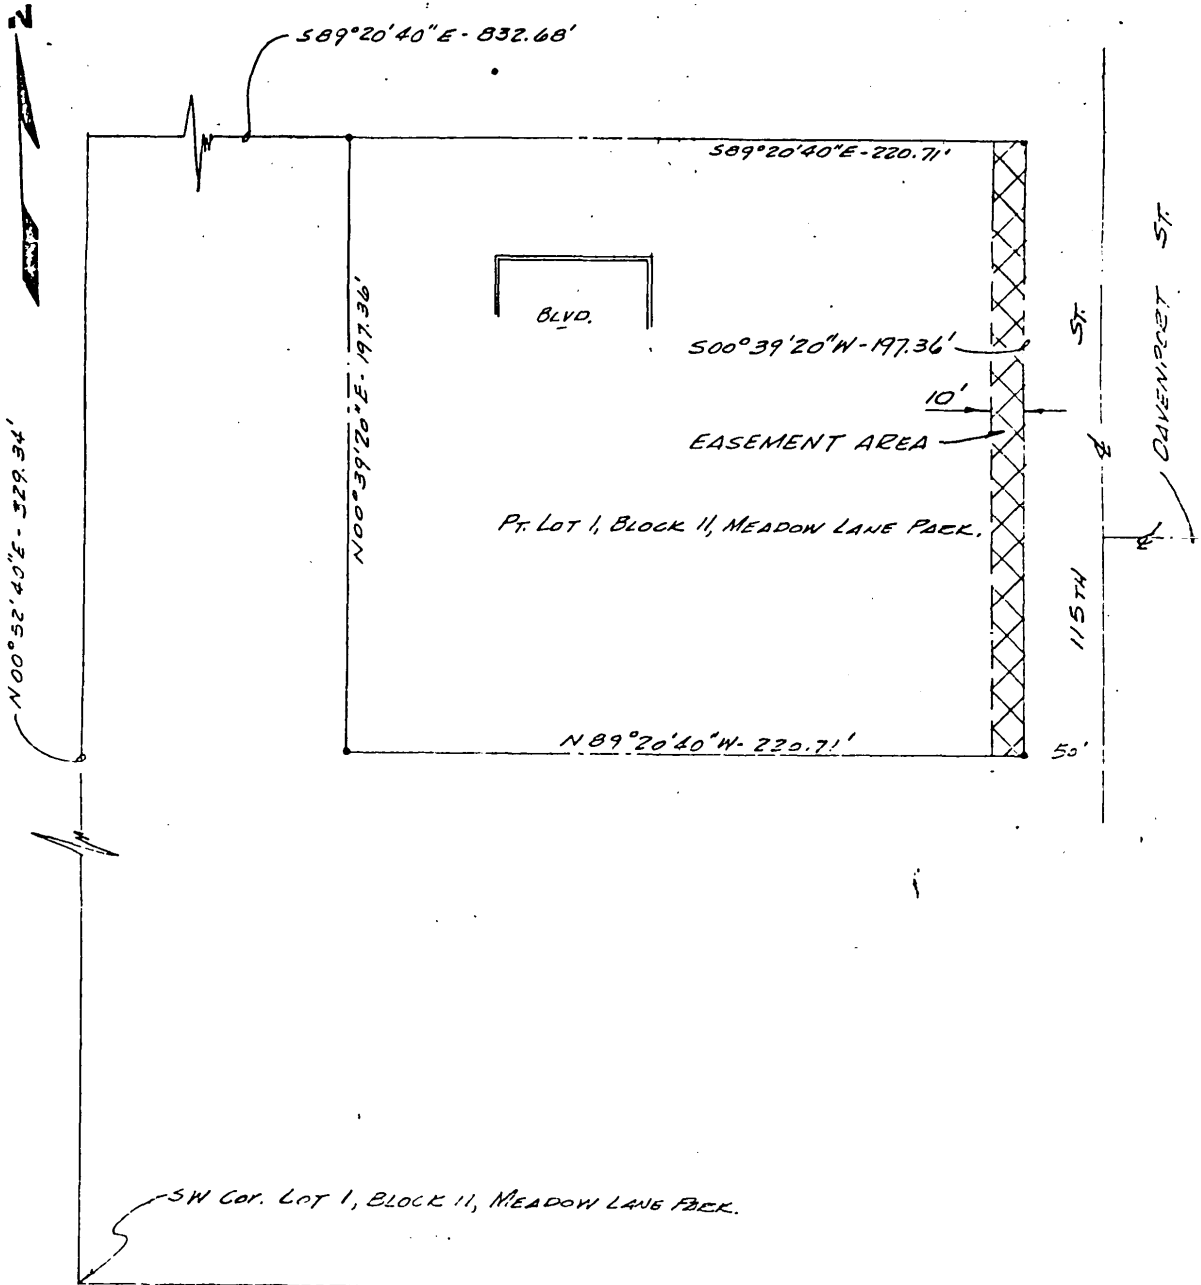 N
S89°20'40"E - 832.68'
S89°20'40"E - 220.71'
BLVD.
N00°39'20"E - 197.36'
S00°39'20"W - 197.36'
10'
EASEMENT AREA
ST.
DAVENPORT ST.
N00°52'40"E - 329.34'
PT. LOT 1, BLOCK 11, MEADOW LANE PARK.
115TH
N89°20'40"W - 220.71'
50'
SW Cor. LOT 1, BLOCK 11, MEADOW LANE PARK.